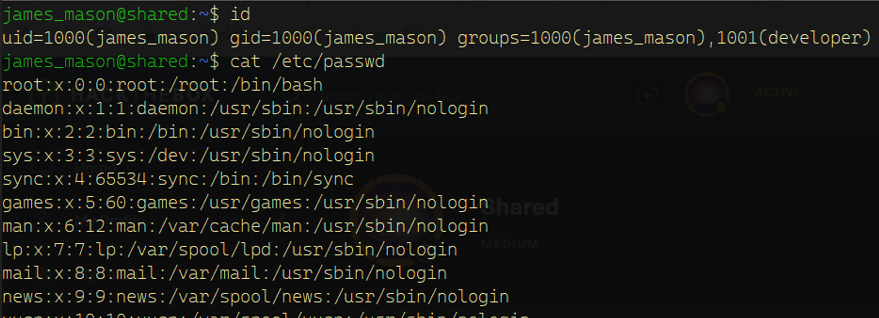 james_mason@shared:~$ id
uid=1000(james_mason) gid=1000(james_mason) groups=1000(james_mason),1001(developer)
james_mason@shared:~$ cat /etc/passwd
root:x:0:0:root:/root:/bin/bash
HACKTHEBOX
ACTIVE
daemon:x:1:1:daemon:/usr/sbin:/usr/sbin/nologin
bin:x:2:2:bin:/bin:/usr/sbin/nologin
sys:x:3:3:sys:/dev:/usr/sbin/nologin
sync:x:4:65534:sync:/bin:/bin/sync
games:x:5:60:games:/usr/games:/usr/sbin/nologin
Shared
man:x:6:12:man:/var/cache/man:/usr/sbin/nologin
MEDIUM
lp:x:7:7:lp:/var/spool/lpd:/usr/sbin/nologin
mail:x:8:8:mail:/var/mail:/usr/sbin/nologin
news:x:9:9:news:/var/spool/news:/usr/sbin/nologin